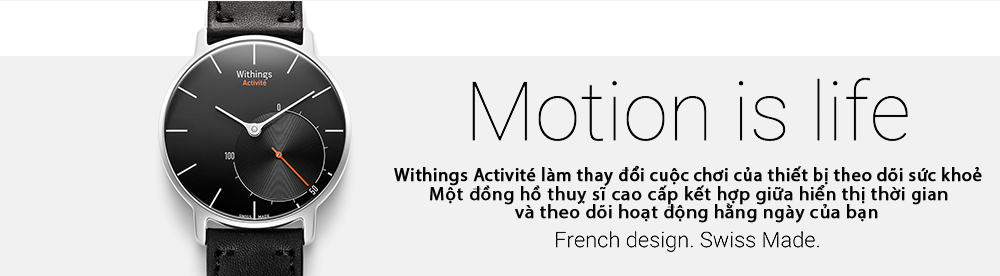 Withings
Activité
0
100
50
SWISS MADE
Motion is life
Withings Activité làm thay đổi cuộc chơi của thiết bị theo dõi sức khoẻ
Một đồng hồ thuỵ sĩ cao cấp kết hợp giữa hiển thị thời gian
và theo dõi hoạt động hằng ngày của bạn
French design. Swiss Made.